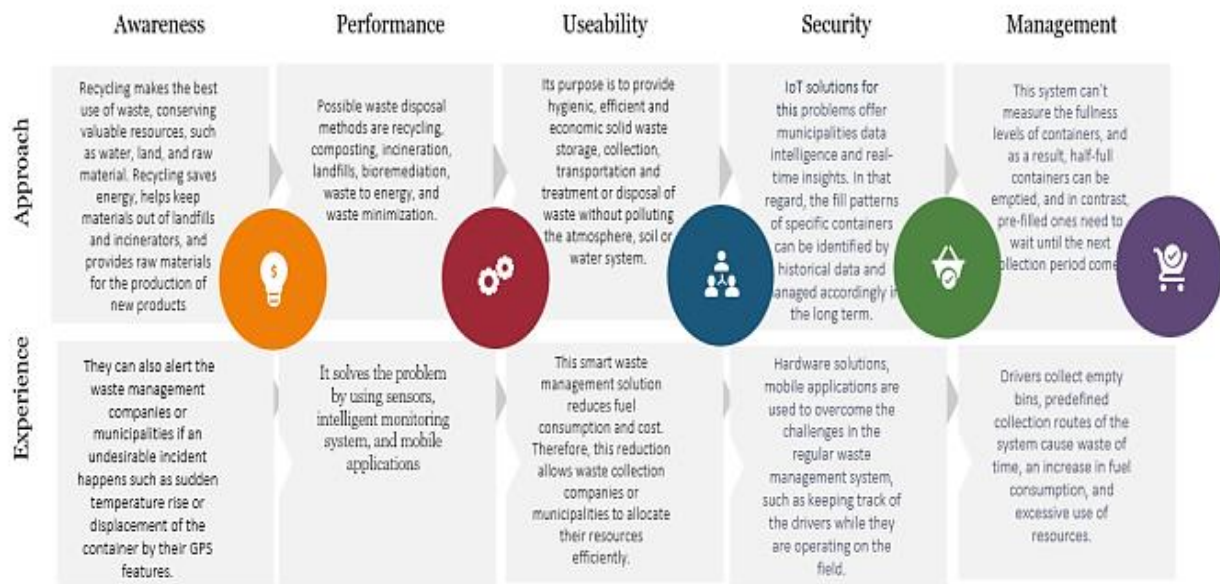 Awareness
Performance
Useability
Security
Management
Approach
Recycling makes the best
use of waste, conserving
valuable resources, such
as water, land, and raw
material. Recycling saves
energy, helps keep
materials out of landfills
and incinerators, and
provides raw materials
for the production of
new products
Possible waste disposal
methods are recycling,
composting, incineration,
landfills, bioremediation,
waste to energy, and
waste minimization.
Its purpose is to provide
hygienic, efficient and
economic solid waste
storage, collection,
transportation and
treatment or disposal of
waste without polluting
the atmosphere, soil or
water system.
IoT solutions for
this problems offer
municipalities data
intelligence and real-
time insights. In that
regard, the fill patterns
of specific containers
can be identified by
historical data and
accordingly
the long term.
This system can't
measure the fullness
levels of containers, and
as a result, half-full
containers can be
emptied, and in contrast,
pre-filled ones need to
wait until the next
period
$
Experience
They can also alert the
waste management
companies or
municipalities if an
undesirable incident
happens such as sudden
temperature rise or
displacement of the
container by their GPS
features.
It solves the problem
by using sensors,
intelligent monitoring
system, and mobile
applications
This smart waste
management solution
reduces fuel
consumption and cost.
Therefore, this reduction
allows waste collection
companies or
municipalities to allocate
their resources
efficiently.
Hardware solutions,
mobile applications are
used to overcome the
challenges in the
regular waste
management system,
such as keeping track of
the drivers while they
are operating on the
field.
Drivers collect empty
bins, predefined
collection routes of the
system cause waste of
time, an increase in fuel
consumption, and
excessive use of
resources.